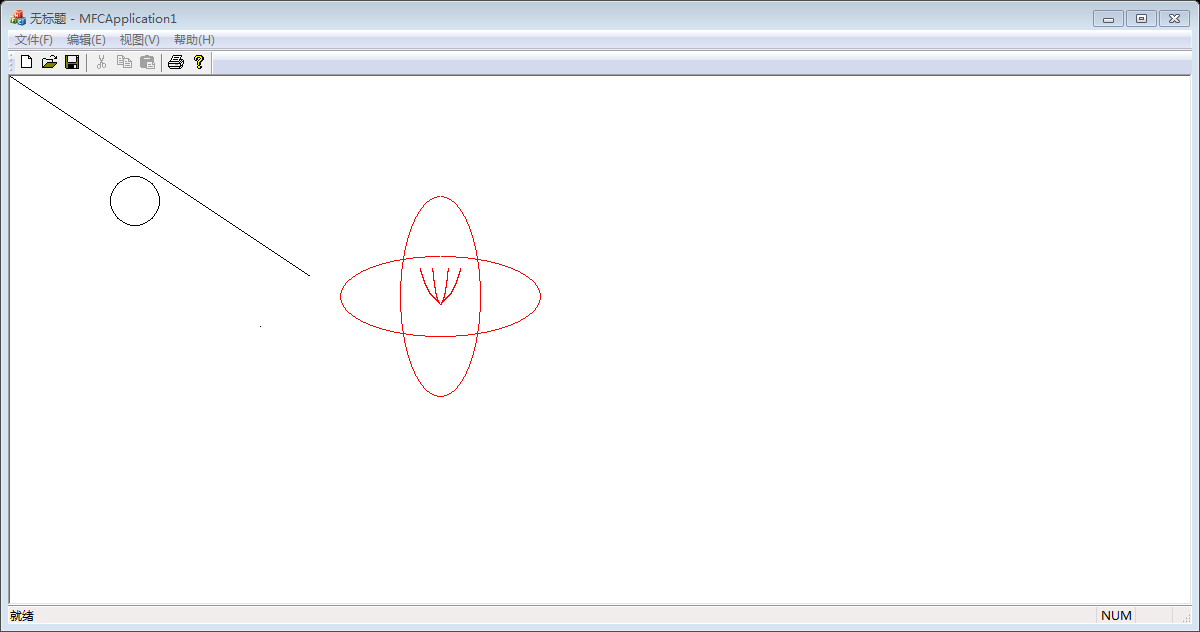 无标题 - MFCApplication1
文件(F) 编辑(E) 视图(V) 帮助(H)
就绪 NUM